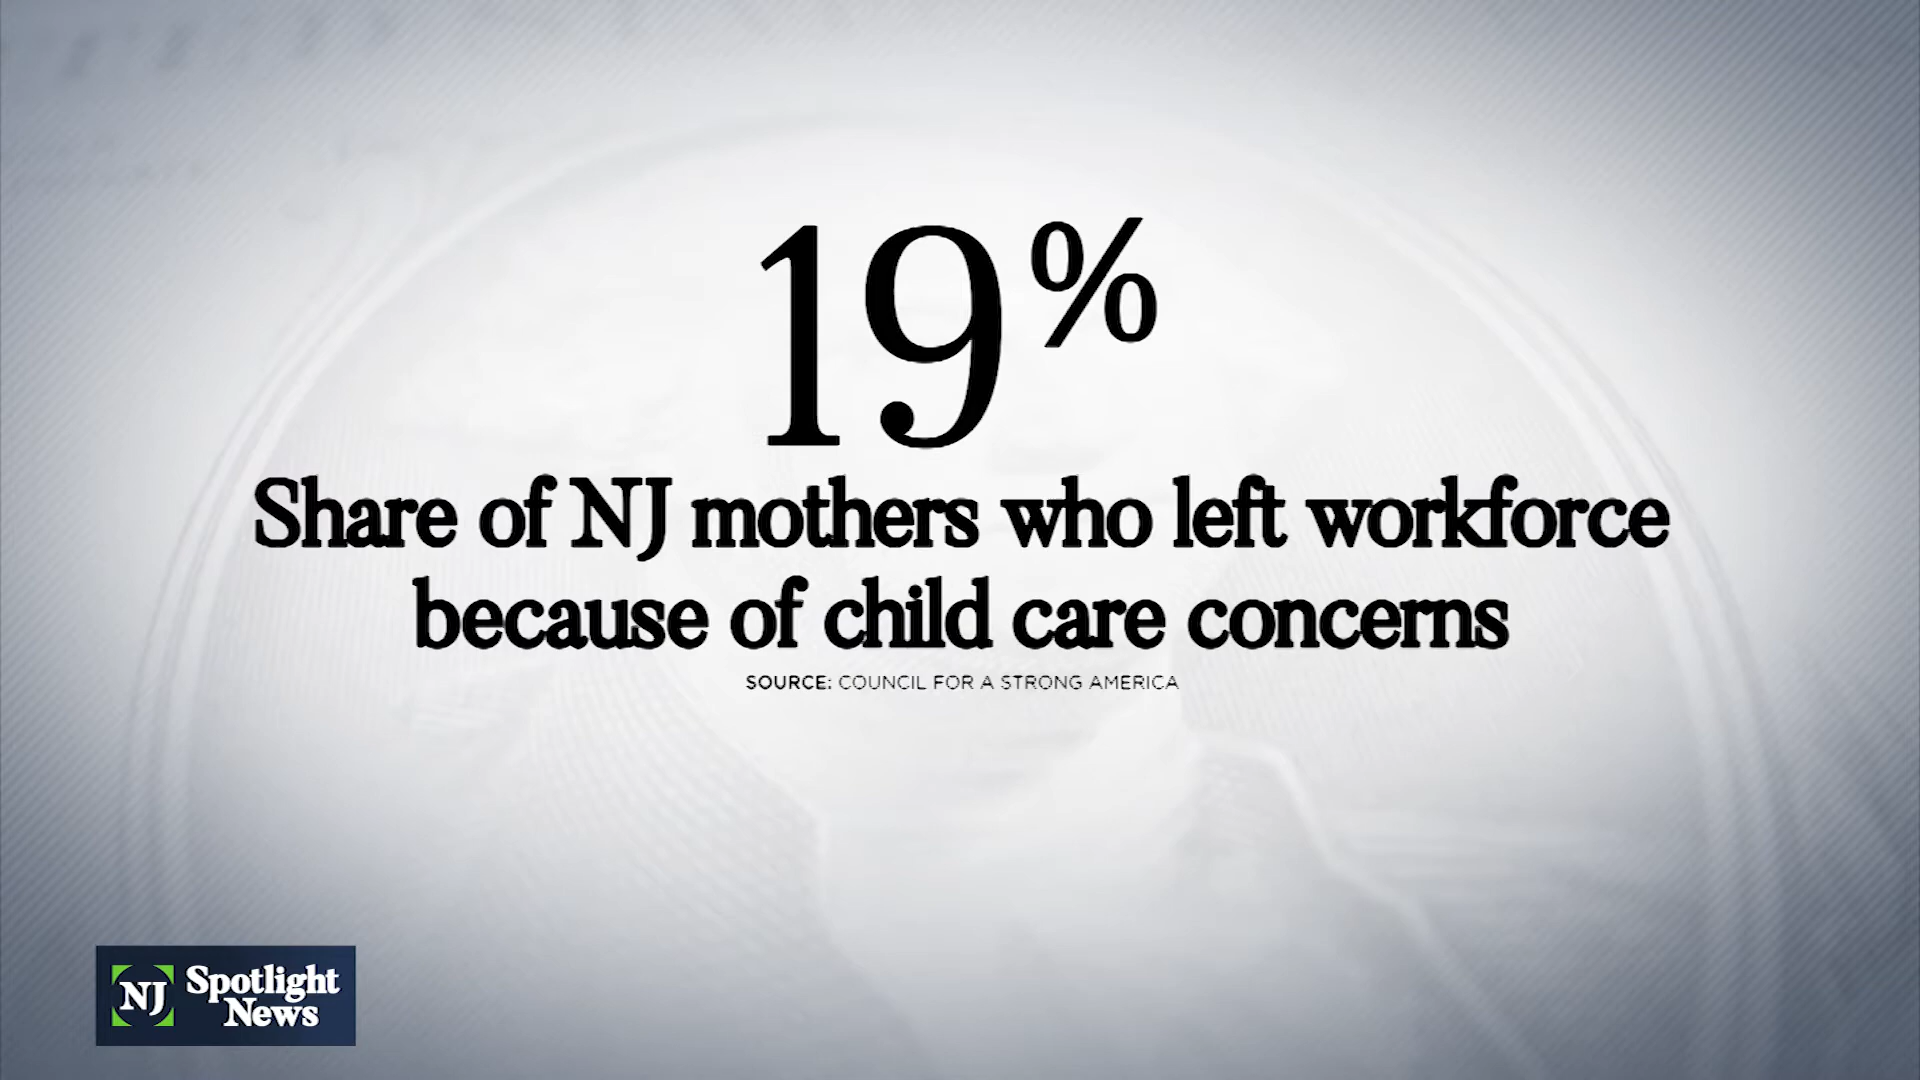 19%
Share of NJ mothers who left workforce
because of child care concerns
SOURCE: COUNCIL FOR A STRONG AMERICA
NJ Spotlight
News